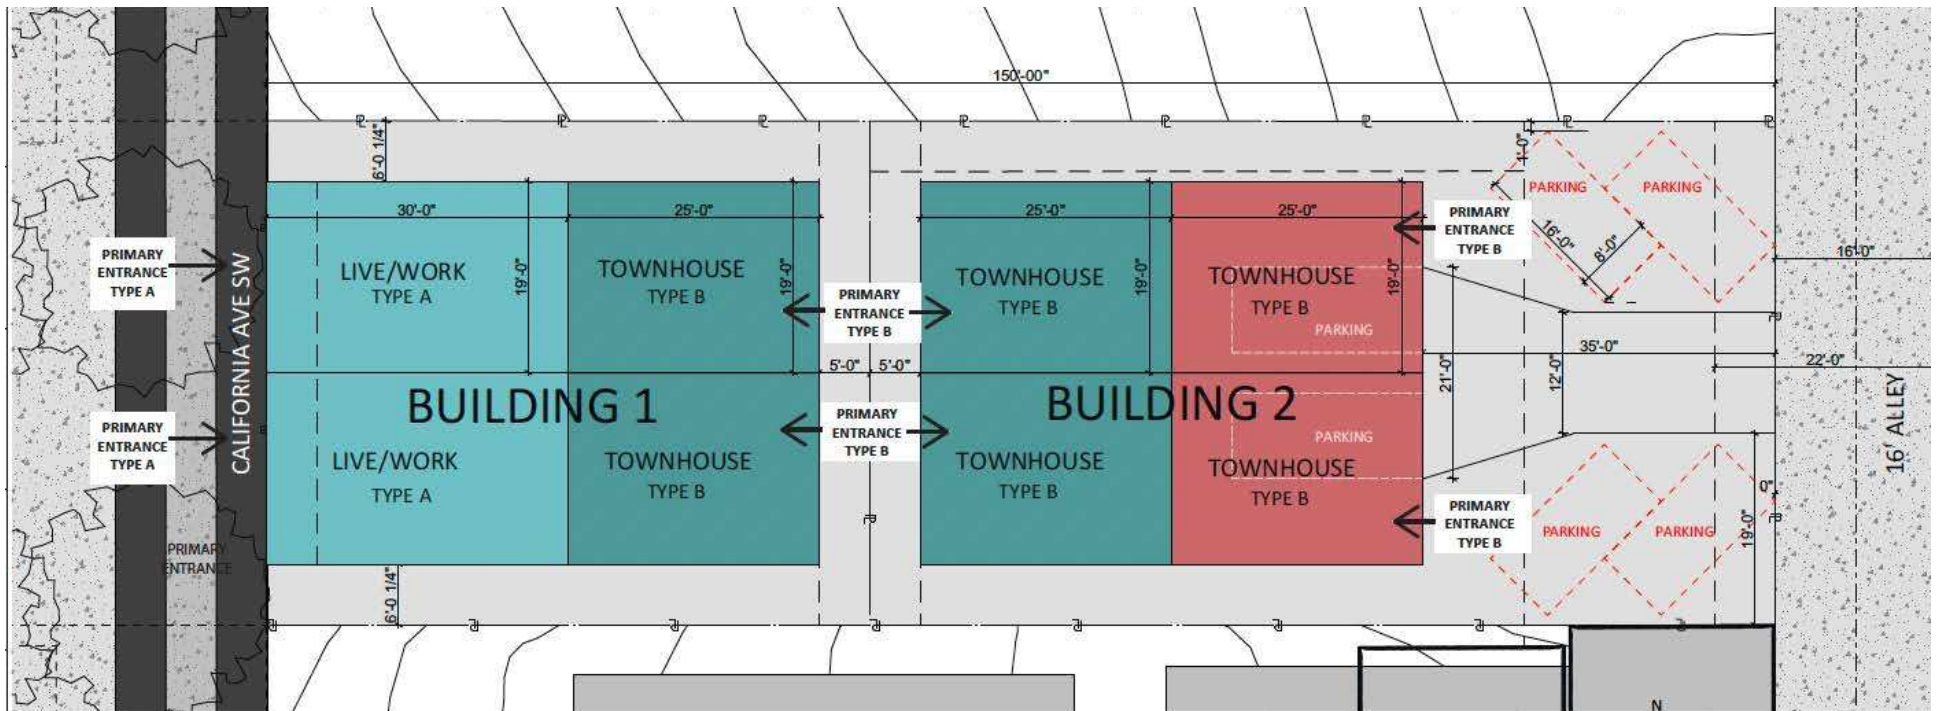 150'-00"
6'-0 1/4"
1'-0"
PARKING
PARKING
30'-0"
25'-0"
25'-0"
25'-0"
PRIMARY
ENTRANCE
TYPE A
PRIMARY
ENTRANCE
TYPE B
16'-0"
8'-0"
16'-0"
CALIFORNIA AVE SW
LIVE/WORK
TYPE A
19'-0"
TOWNHOUSE
TYPE B
19'-0"
PRIMARY
ENTRANCE
TYPE B
TOWNHOUSE
TYPE B
19'-0"
TOWNHOUSE
TYPE B
19'-0"
PARKING
5'-0"
5'-0"
21'-0"
12'-0"
35'-0"
22'-0"
BUILDING 1
BUILDING 2
16' ALLEY
PRIMARY
ENTRANCE
TYPE A
LIVE/WORK
TYPE A
TOWNHOUSE
TYPE B
PRIMARY
ENTRANCE
TYPE B
TOWNHOUSE
TYPE B
PARKING
TOWNHOUSE
TYPE B
PRIMARY
ENTRANCE
TYPE B
PARKING
PARKING
0"
19'-0"
PRIMARY
ENTRANCE
6'-0 1/4"
N